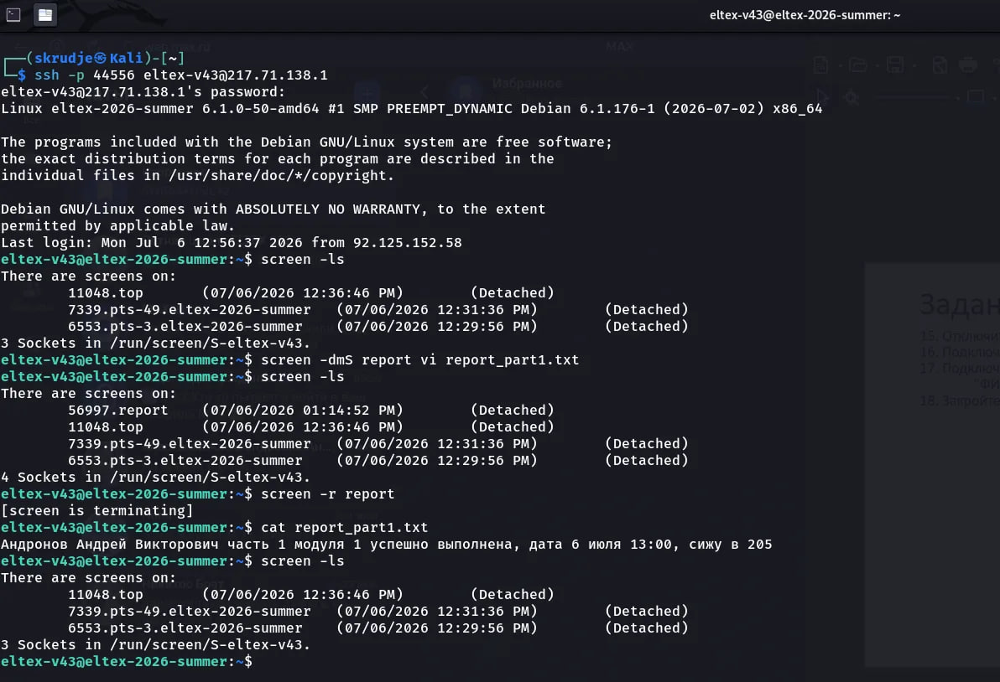 eltex-v43@eltex-2026-summer: ~
MAX
Избранное
┌──(skrudje㉿Kali)-[~]
└─$ ssh -p 44556 eltex-v43@217.71.138.1
eltex-v43@217.71.138.1's password:
Linux eltex-2026-summer 6.1.0-50-amd64 #1 SMP PREEMPT_DYNAMIC Debian 6.1.176-1 (2026-07-02) x86_64
The programs included with the Debian GNU/Linux system are free software;
the exact distribution terms for each program are described in the
individual files in /usr/share/doc/*/copyright.
Debian GNU/Linux comes with ABSOLUTELY NO WARRANTY, to the extent
permitted by applicable law.
Last login: Mon Jul  6 12:56:37 2026 from 92.125.152.58
eltex-v43@eltex-2026-summer:~$ screen -ls
There are screens on:
11048.top (07/06/2026 12:36:46 PM) (Detached)
7339.pts-49.eltex-2026-summer (07/06/2026 12:31:36 PM) (Detached)
6553.pts-3.eltex-2026-summer (07/06/2026 12:29:56 PM) (Detached)
3 Sockets in /run/screen/S-eltex-v43.
eltex-v43@eltex-2026-summer:~$ screen -dmS report vi report_part1.txt
eltex-v43@eltex-2026-summer:~$ screen -ls
There are screens on:
56997.report (07/06/2026 01:14:52 PM) (Detached)
11048.top (07/06/2026 12:36:46 PM) (Detached)
7339.pts-49.eltex-2026-summer (07/06/2026 12:31:36 PM) (Detached)
6553.pts-3.eltex-2026-summer (07/06/2026 12:29:56 PM) (Detached)
4 Sockets in /run/screen/S-eltex-v43.
eltex-v43@eltex-2026-summer:~$ screen -r report
[screen is terminating]
eltex-v43@eltex-2026-summer:~$ cat report_part1.txt
Андронов Андрей Викторович часть 1 модуля 1 успешно выполнена, дата 6 июля 13:00, сижу в 205
eltex-v43@eltex-2026-summer:~$ screen -ls
There are screens on:
11048.top (07/06/2026 12:36:46 PM) (Detached)
7339.pts-49.eltex-2026-summer (07/06/2026 12:31:36 PM) (Detached)
6553.pts-3.eltex-2026-summer (07/06/2026 12:29:56 PM) (Detached)
3 Sockets in /run/screen/S-eltex-v43.
eltex-v43@eltex-2026-summer:~$
Задан
15. Отключи
16. Подключ
17. Подключ
"ФИ
18. Закройте